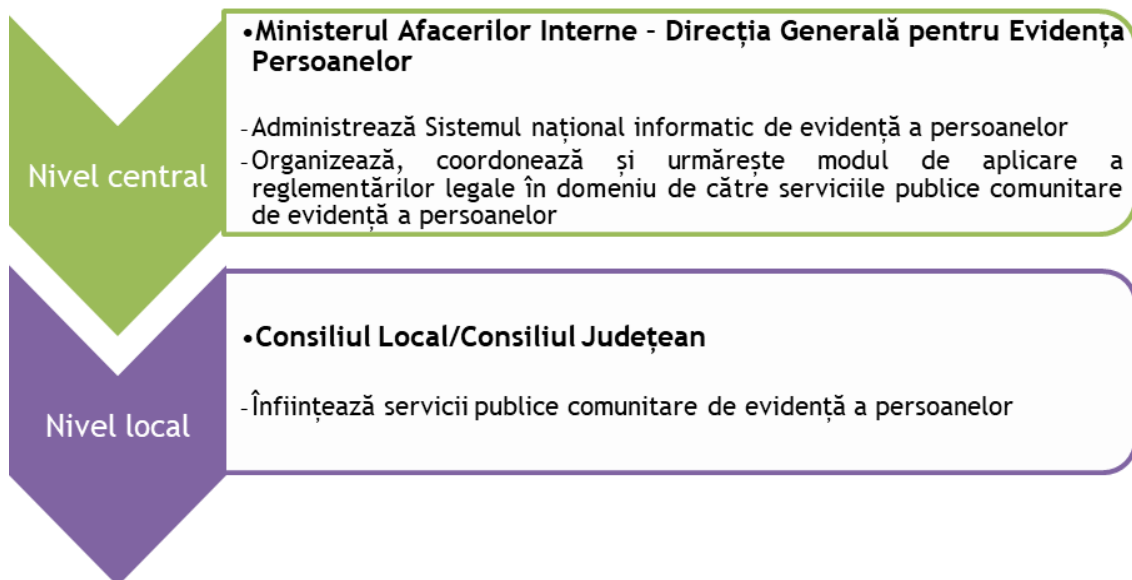 Nivel central
•Ministerul Afacerilor Interne – Direcția Generală pentru Evidența
Persoanelor
-Administrează Sistemul național informatic de evidență a persoanelor
-Organizează, coordonează și urmărește modul de aplicare a
reglementărilor legale în domeniu de către serviciile publice comunitare
de evidență a persoanelor
Nivel local
•Consiliul Local/Consiliul Județean
-Înființează servicii publice comunitare de evidență a persoanelor